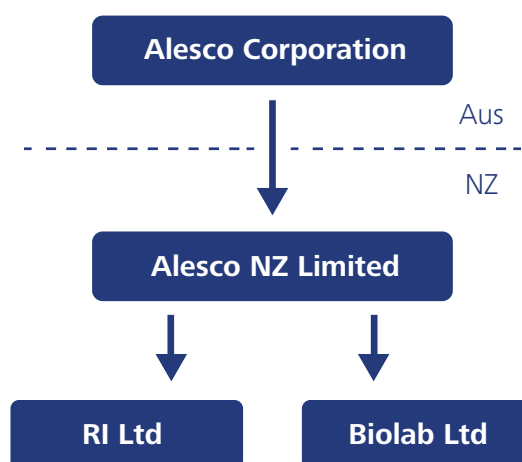 Alesco Corporation
Aus
NZ
Alesco NZ Limited
RI Ltd
Biolab Ltd